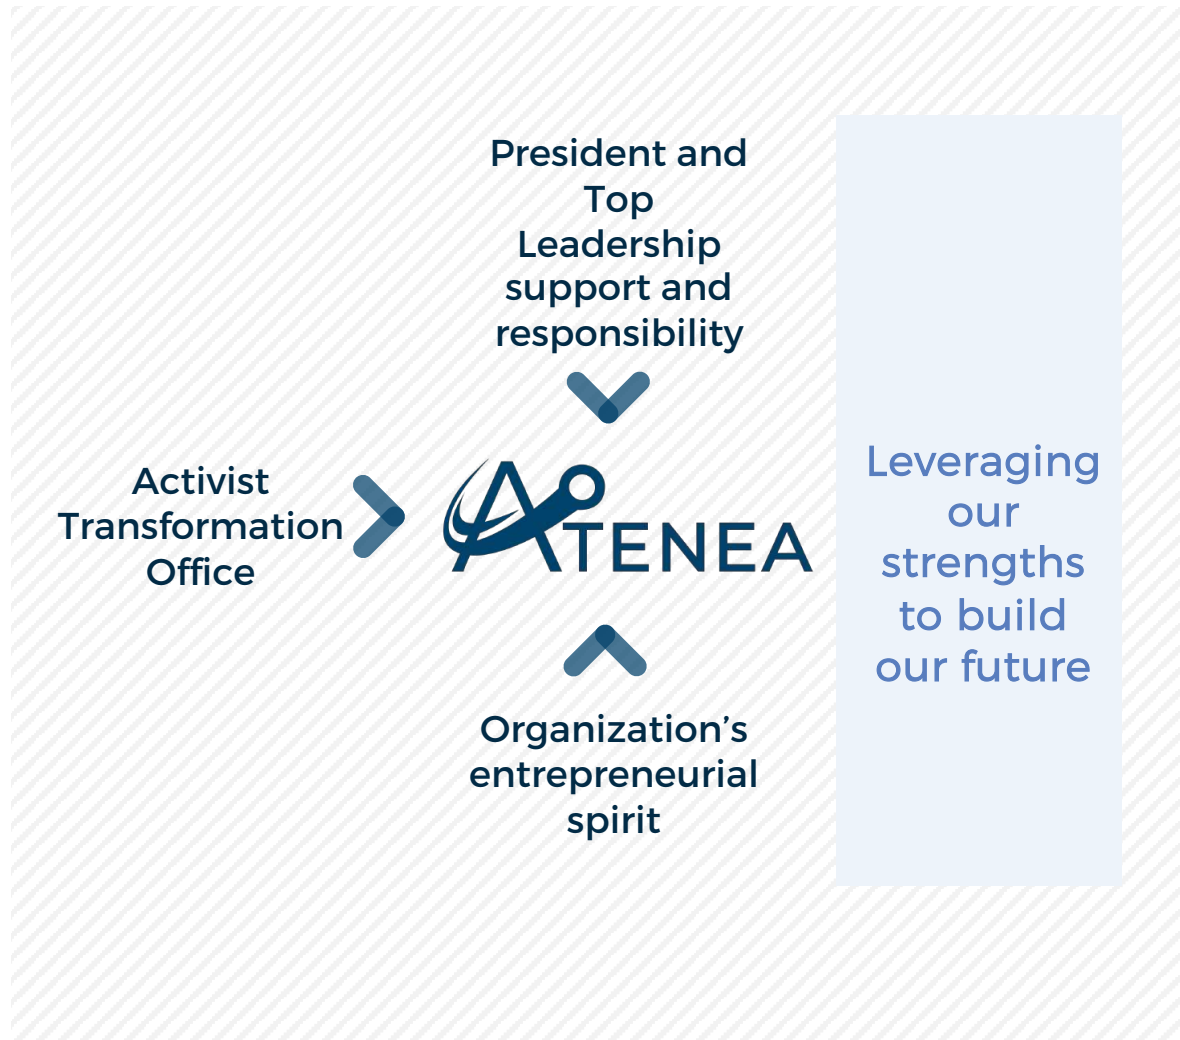 President and
Top
Leadership
support and
responsibility
Activist
Transformation
Office
ATENEA
Organization’s
entrepreneurial
spirit
Leveraging
our
strengths
to build
our future